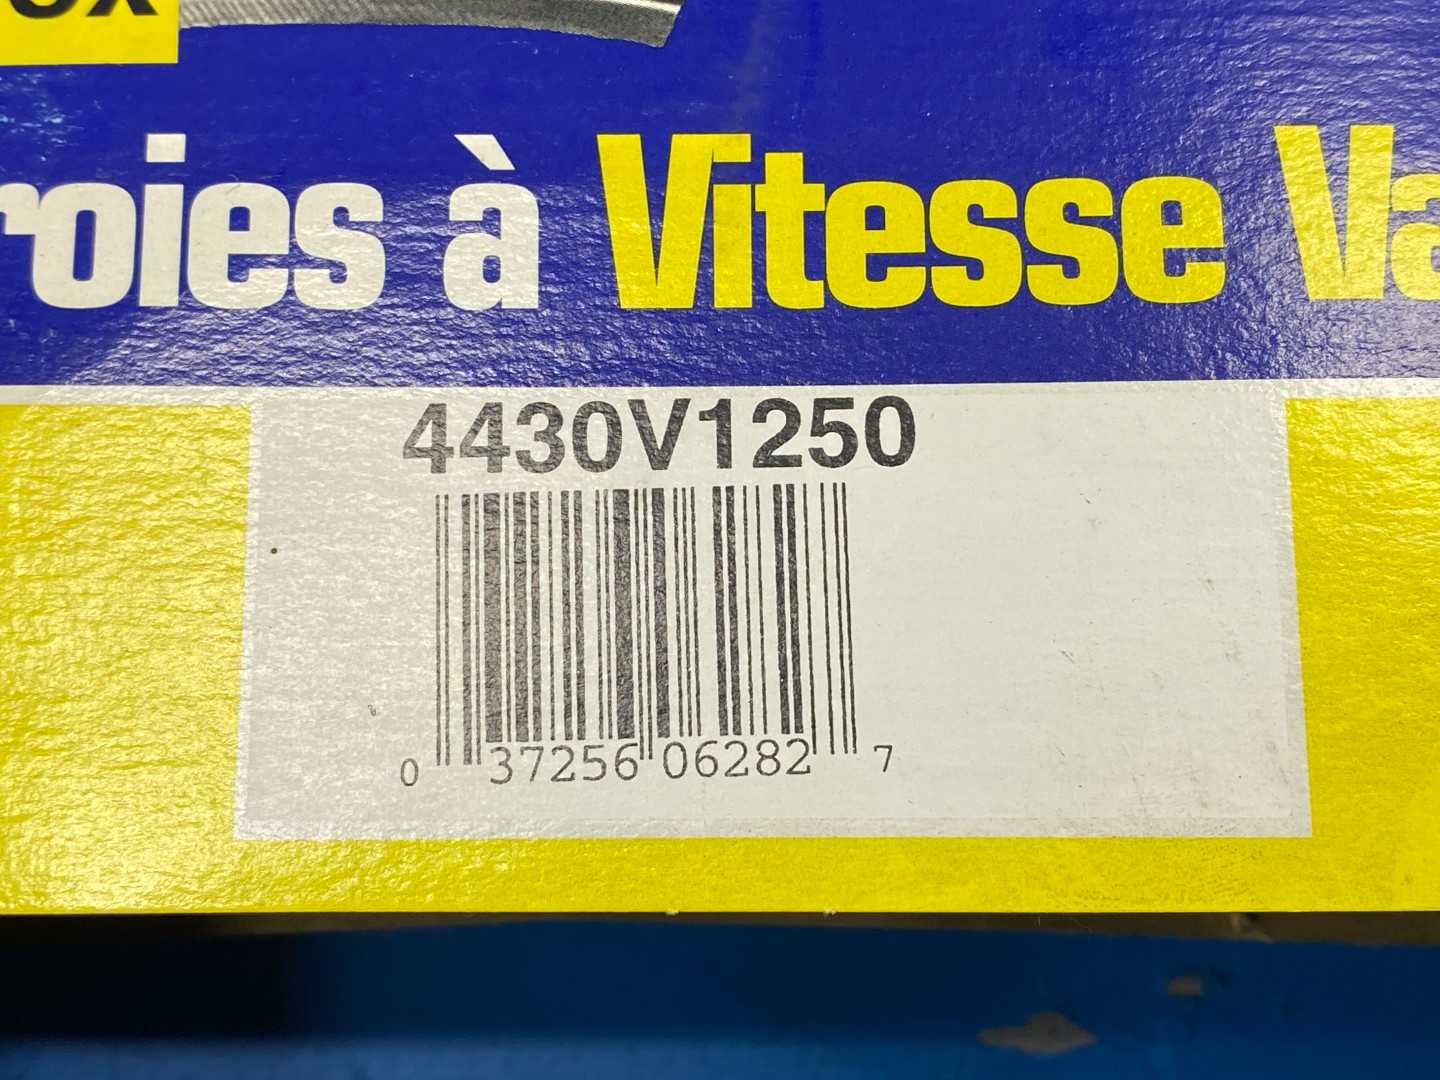 roies à Vitesse Va
4430V1250
0 37256 06282 7